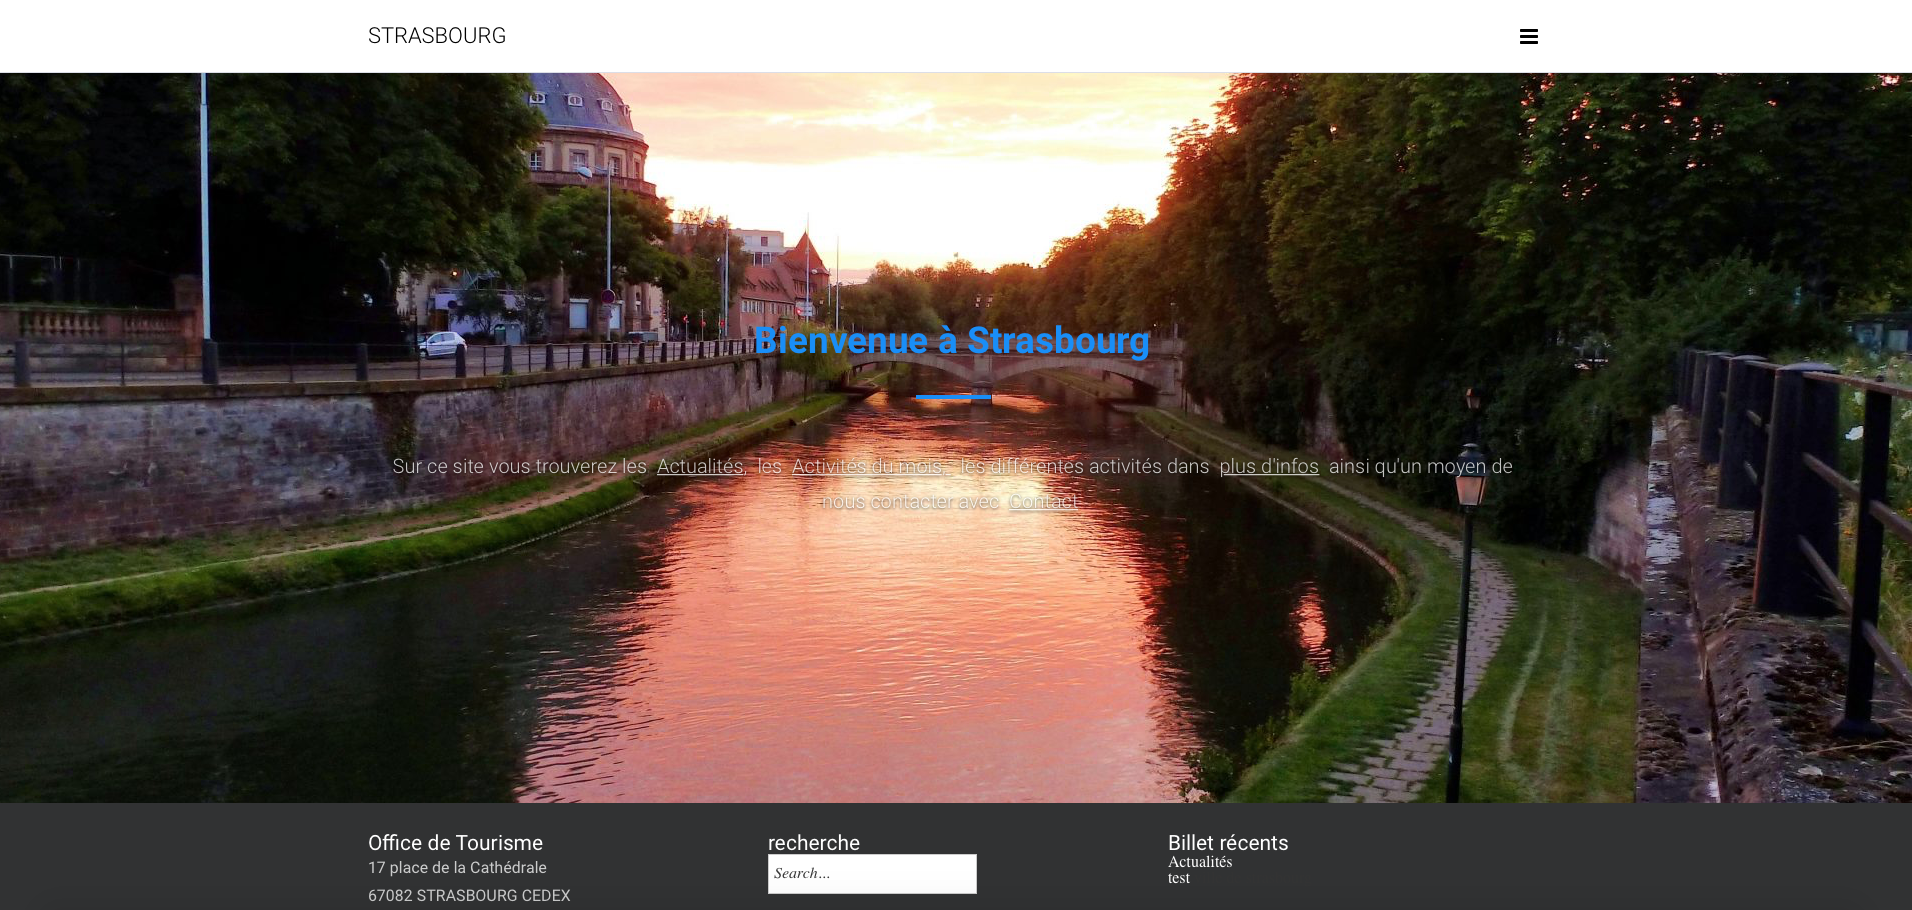 STRASBOURG
Bienvenue à Strasbourg
Sur ce site vous trouverez les Actualités, les Activités du mois, les différentes activités dans plus d'infos ainsi qu'un moyen de
nous contacter avec Contact
Office de Tourisme
17 place de la Cathédrale
67082 STRASBOURG CEDEX
recherche
Search...
Billet récents
Actualités
test